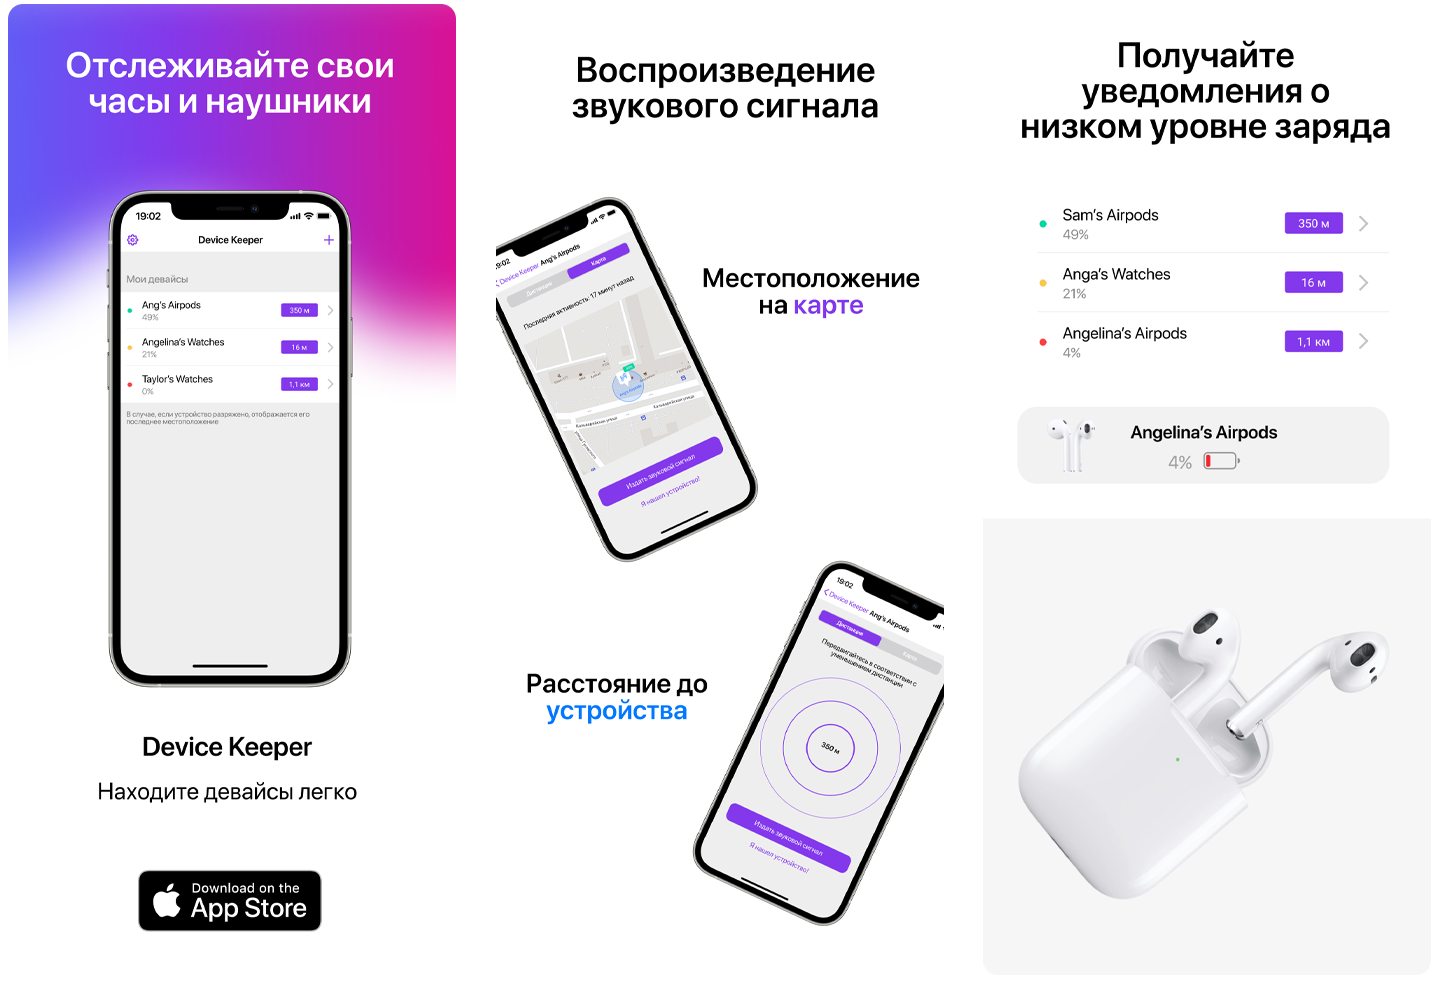 Отслеживайте свои
часы и наушники
19:02
Device Keeper
Мои девайсы
Ang's Airpods
49%
350 м
Angelina's Watches
21%
16 м
Taylor's Watches
0%
1,1 км
В случае, если устройство разряжено, отображается его
последнее местоположение
Device Keeper
Находите девайсы легко
Download on the
App Store
Воспроизведение
звукового сигнала
19:02
Device Keeper Ang's Airpods
Дистанция
Карта
Последняя активность: 17 минут назад
Кальварийская улица
Кальварийская улица
Издать звуковой сигнал
Я нашел устройство!
Местоположение
на карте
Расстояние до
устройства
19:02
Device Keeper Ang's Airpods
Дистанция
Карта
Передвигайтесь в соответствии с
уменьшением дистанции
350 м
Издать звуковой сигнал
Я нашел устройство!
Получайте
уведомления о
низком уровне заряда
Sam's Airpods
49%
350 м
Anga's Watches
21%
16 м
Angelina's Airpods
4%
1,1 км
Angelina's Airpods
4%